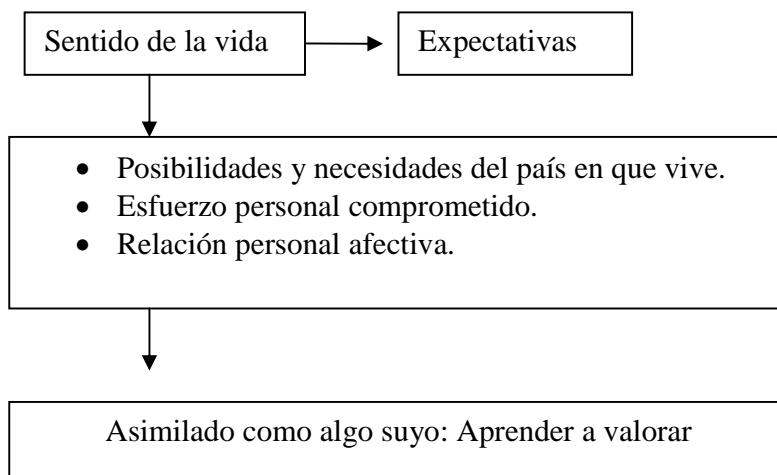 Sentido de la vida
Expectativas
• Posibilidades y necesidades del país en que vive.
• Esfuerzo personal comprometido.
• Relación personal afectiva.
Asimilado como algo suyo: Aprender a valorar